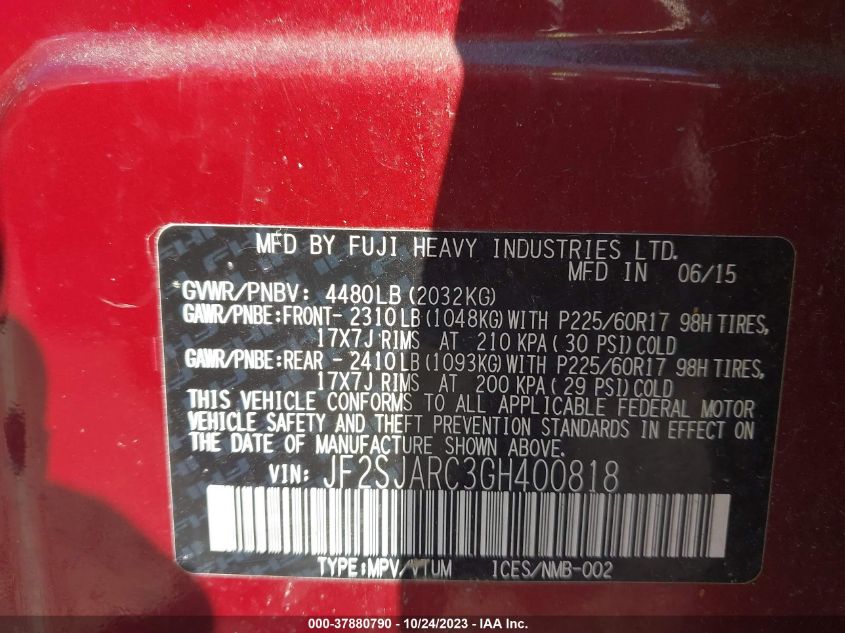 MFD BY FUJI HEAVY INDUSTRIES LTD.
MFD IN 06/15
GVWR/PNBV: 4480LB (2032KG)
GAWR/PNBE:FRONT- 2310LB (1048KG) WITH P225/60R17 98H TIRES,
17X7J RIMS AT 210 KPA ( 30 PSI) COLD
GAWR/PNBE:REAR - 2410LB (1093KG) WITH P225/60R17 98H TIRES,
17X7J RIMS AT 200 KPA ( 29 PSI) COLD
THIS VEHICLE CONFORMS TO ALL APPLICABLE FEDERAL MOTOR
VEHICLE SAFETY AND THEFT PREVENTION STANDARDS IN EFFECT ON
THE DATE OF MANUFACTURE SHOWN ABOVE.
VIN: JF2SJARC3GH400818
TYPE:MPV/VTUM ICES/NMB-002
000-37880790 - 10/24/2023 - IAA Inc.